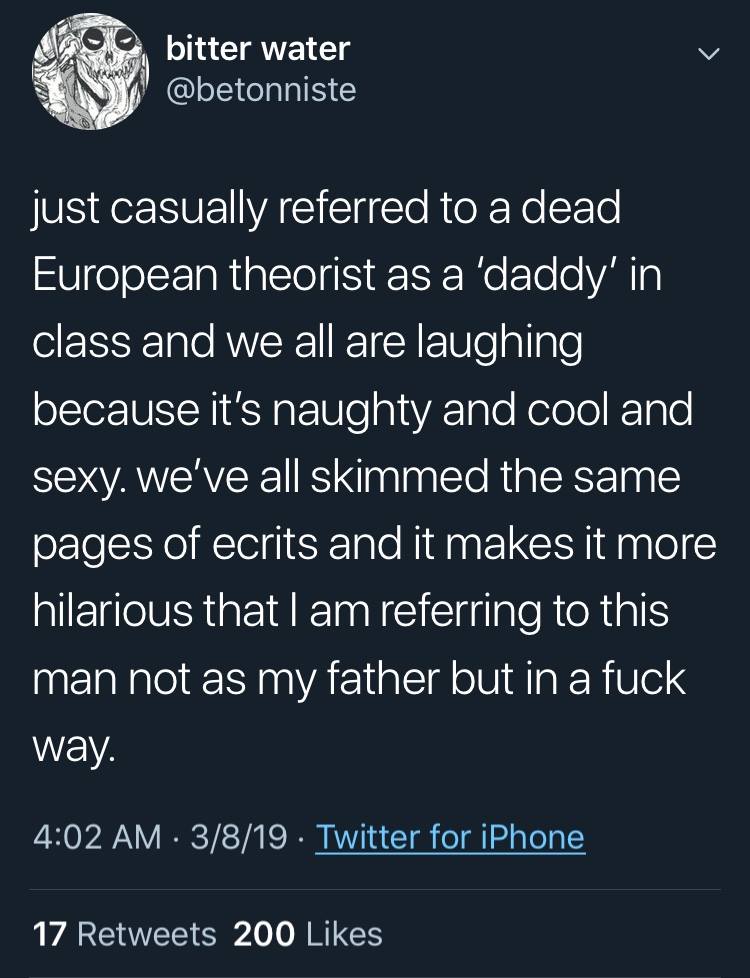 bitter water
@betonniste
just casually referred to a dead
European theorist as a ‘daddy’ in
class and we all are laughing
because it’s naughty and cool and
sexy. we’ve all skimmed the same
pages of ecrits and it makes it more
hilarious that I am referring to this
man not as my father but in a fuck
way.
4:02 AM · 3/8/19 · Twitter for iPhone
17 Retweets 200 Likes